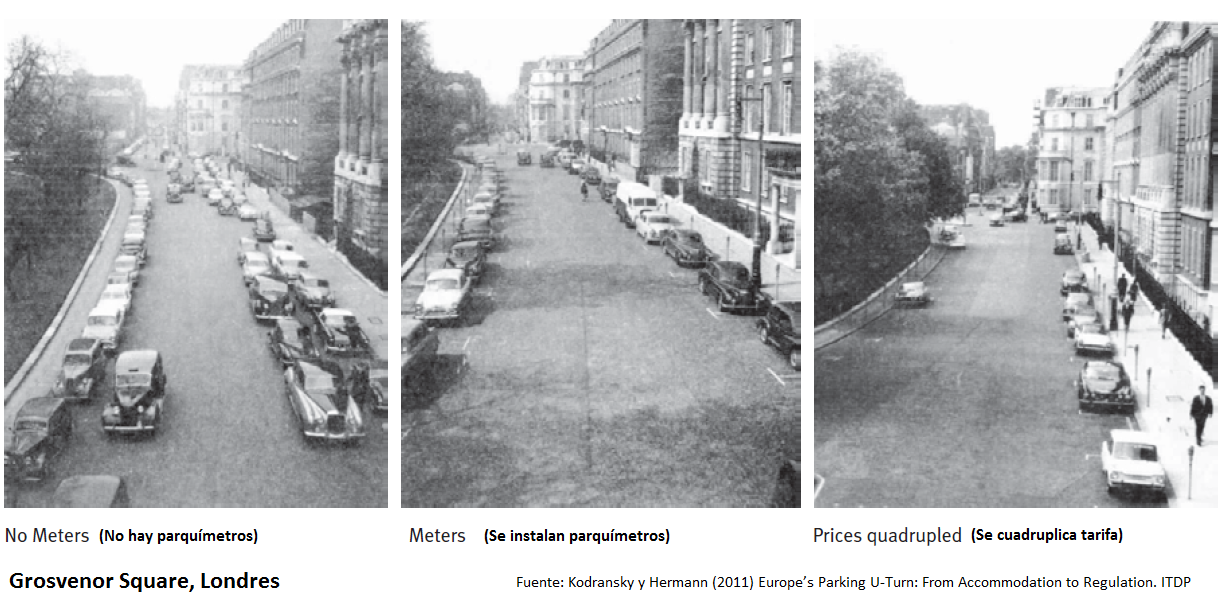 No Meters (No hay parquímetros)
Meters (Se instalan parquímetros)
Prices quadrupled (Se cuadruplica tarifa)
Grosvenor Square, Londres
Fuente: Kodransky y Hermann (2011) Europe's Parking U-Turn: From Accommodation to Regulation. ITDP